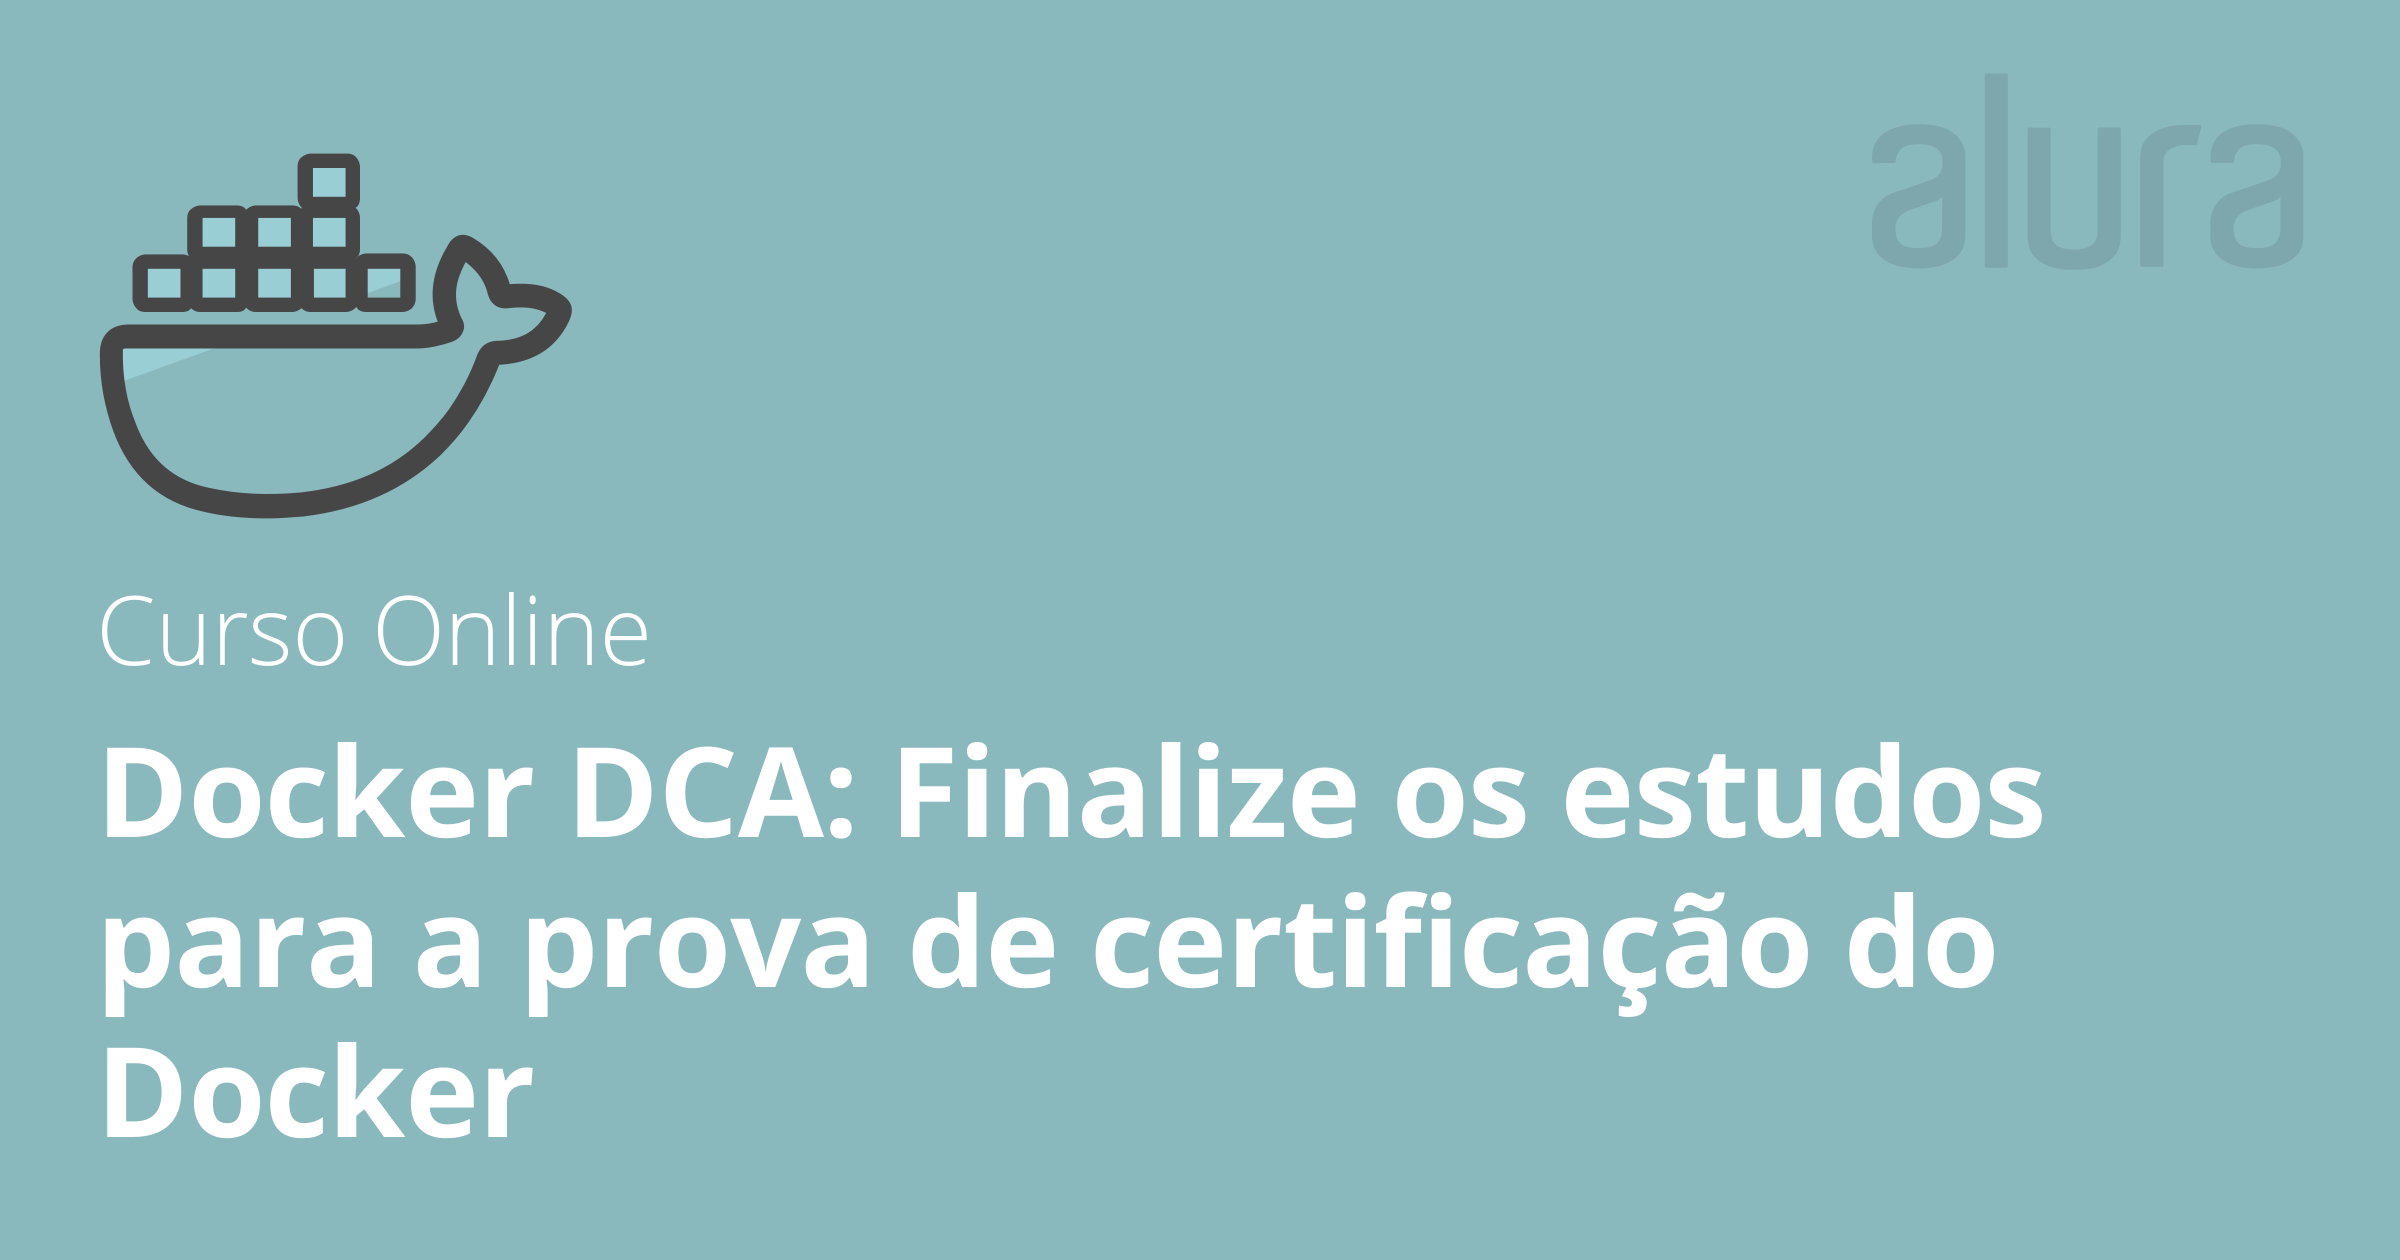 alura
Curso Online
Docker DCA: Finalize os estudos
para a prova de certificação do
Docker